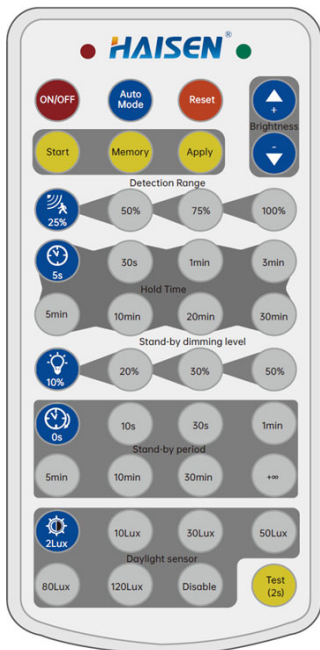 HAISEN®
ON/OFF
Auto
Mode
Reset
+
Brightness
-
Start
Memory
Apply
Detection Range
25%
50%
75%
100%
5s
30s
1min
3min
Hold Time
5min
10min
20min
30min
Stand-by dimming level
10%
20%
30%
50%
0s
10s
30s
1min
Stand-by period
5min
10min
30min
+∞
2Lux
10Lux
30Lux
50Lux
Daylight sensor
80Lux
120Lux
Disable
Test
(2s)